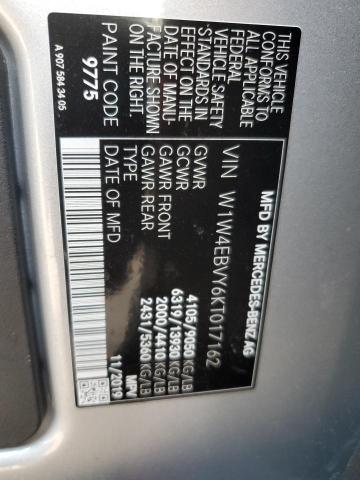 MFD BY MERCEDES-BENZ AG
VIN W1W4EBVY6KT017162
GVWR 4105/9050 KG/LB
GCWR 6319/13930 KG/LB
GAWR FRONT 2000/4410 KG/LB
GAWR REAR 2431/5360 KG/LB
TYPE MPV
DATE OF MFD 11/2019
THIS VEHICLE
CONFORMS TO
ALL APPLICABLE
VEHICLE SAFETY
STANDARDS IN
EFFECT ON THE
DATE OF MANU-
FACTURE SHOWN
ON THE RIGHT.
PAINT CODE
9775
A 907 584 34 05